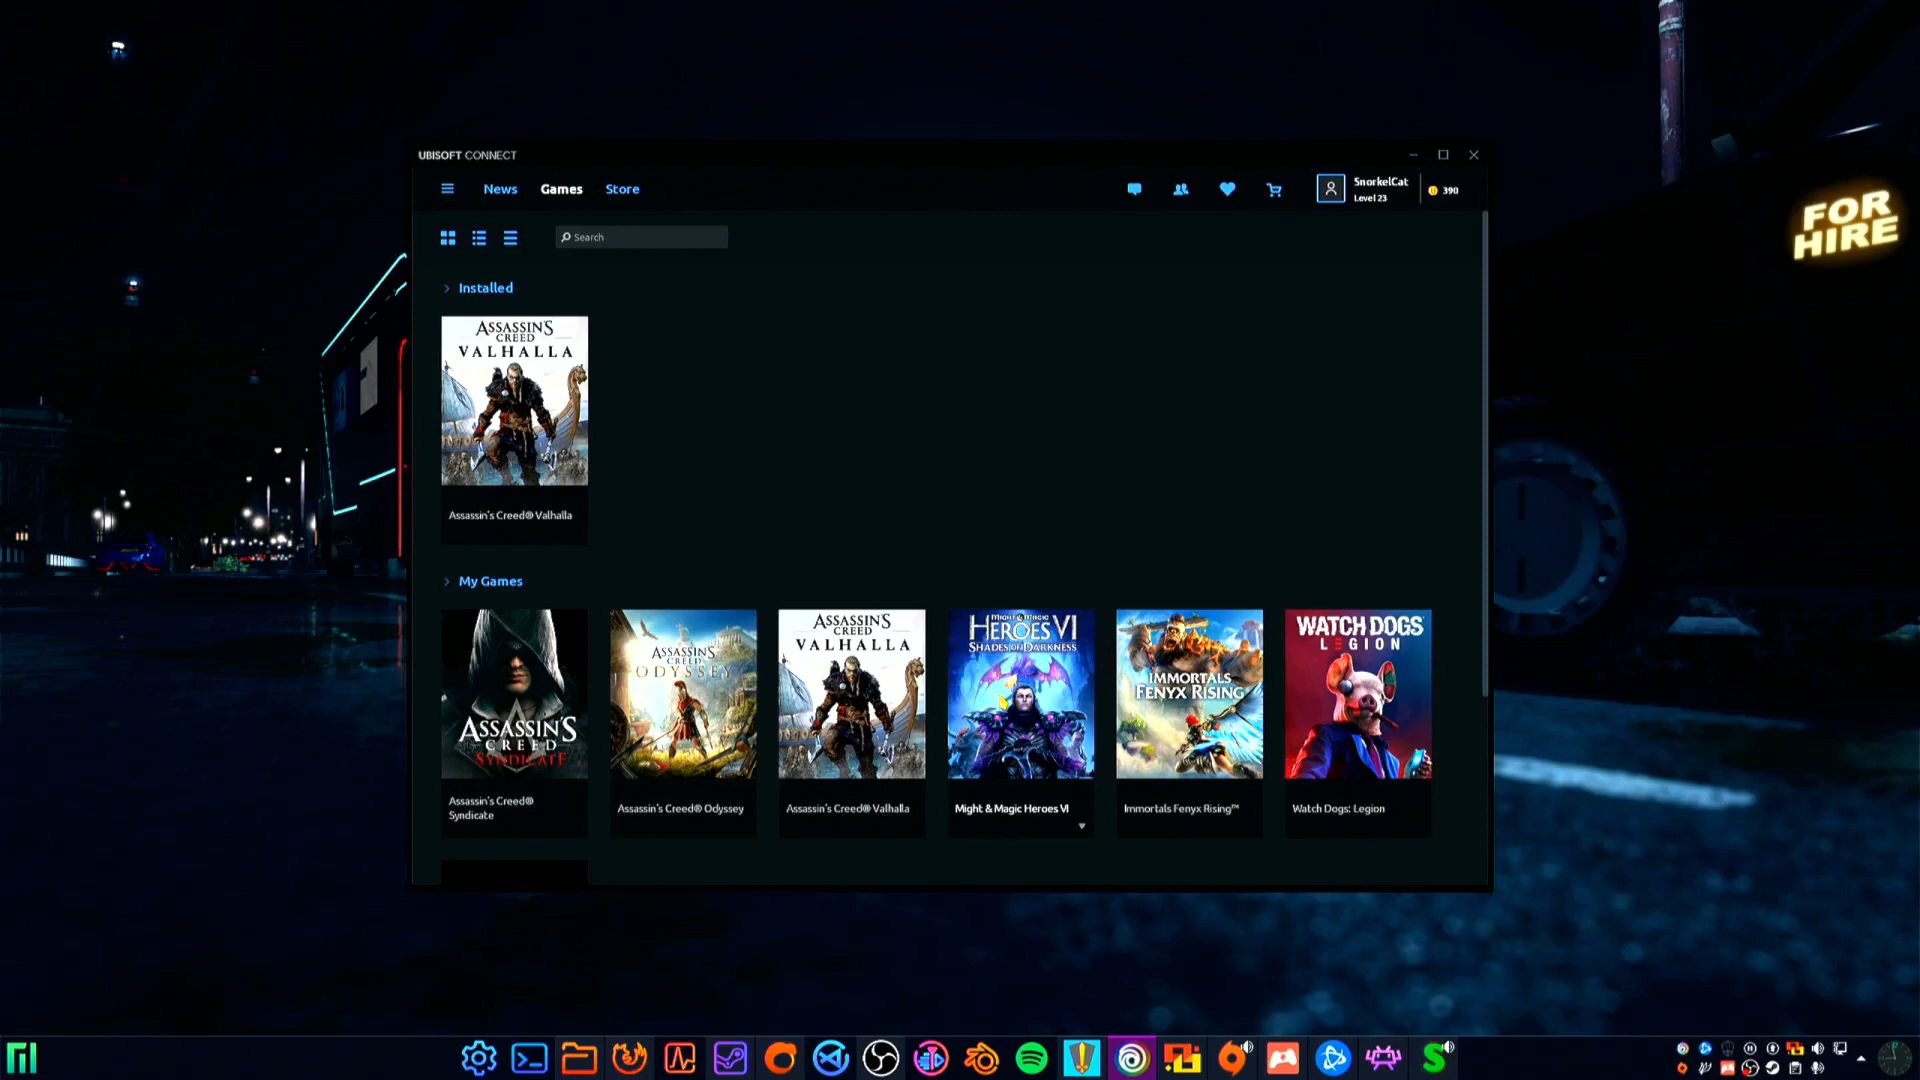 UBISOFT CONNECT
News
Games
Store
SnorkelCat
Level 23
390
FOR
HIRE
Search
Installed
ASSASSIN'S
CREED
VALHALLA
Assassin's Creed® Valhalla
My Games
ASSASSIN'S
CREED
SYNDICATE
ASSASSIN'S
CREED
ODYSSEY
ASSASSIN'S
CREED
VALHALLA
MIGHT & MAGIC
HEROES VI
SHADES OF DARKNESS
IMMORTALS
FENYX RISING
WATCH DOGS
LEGION
Assassin's Creed®
Syndicate
Assassin's Creed® Odyssey
Assassin's Creed® Valhalla
Might & Magic Heroes VI
Immortals Fenyx Rising™
Watch Dogs: Legion